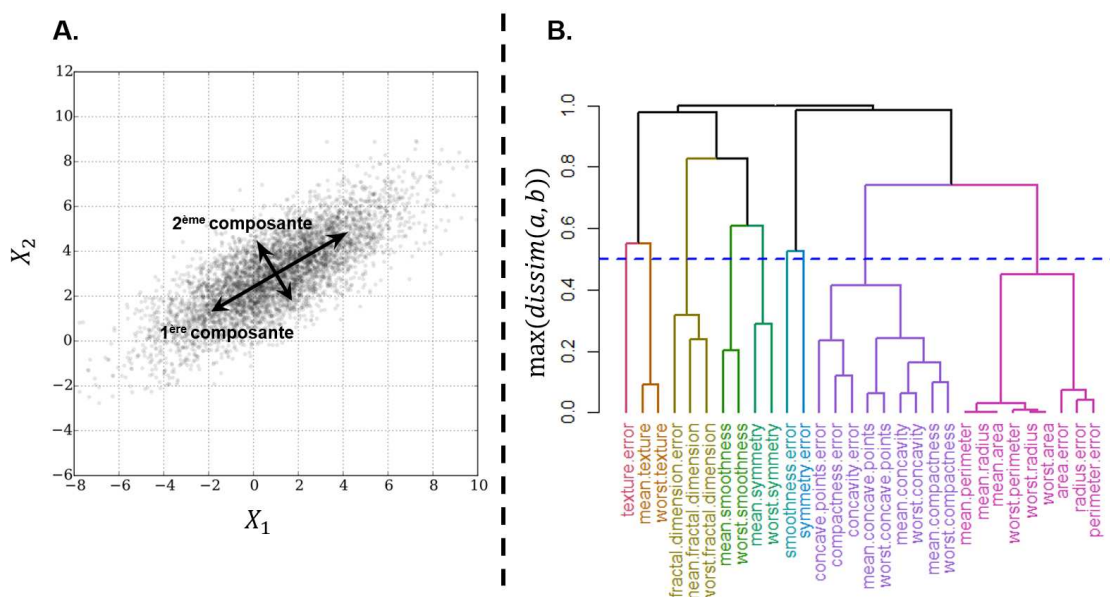 A.
12
10
8
6
4
2
0
−2
−4
−6
−8
−6
−4
−2
0
2
4
6
8
10
X2
X1
2ème composante
1ère composante
B.
max(dissim(a, b))
1.0
0.8
0.6
0.4
0.2
0.0
texture.error
mean.texture
worst.texture
fractal.dimension.error
mean.fractal.dimension
worst.fractal.dimension
mean.smoothness
worst.smoothness
mean.symmetry
worst.symmetry
smoothness.error
symmetry.error
concave.points.error
compactness.error
concavity.error
mean.concave.points
worst.concave.points
mean.concavity
worst.concavity
mean.compactness
worst.compactness
mean.perimeter
mean.radius
mean.area
worst.perimeter
worst.radius
worst.area
area.error
radius.error
perimeter.error